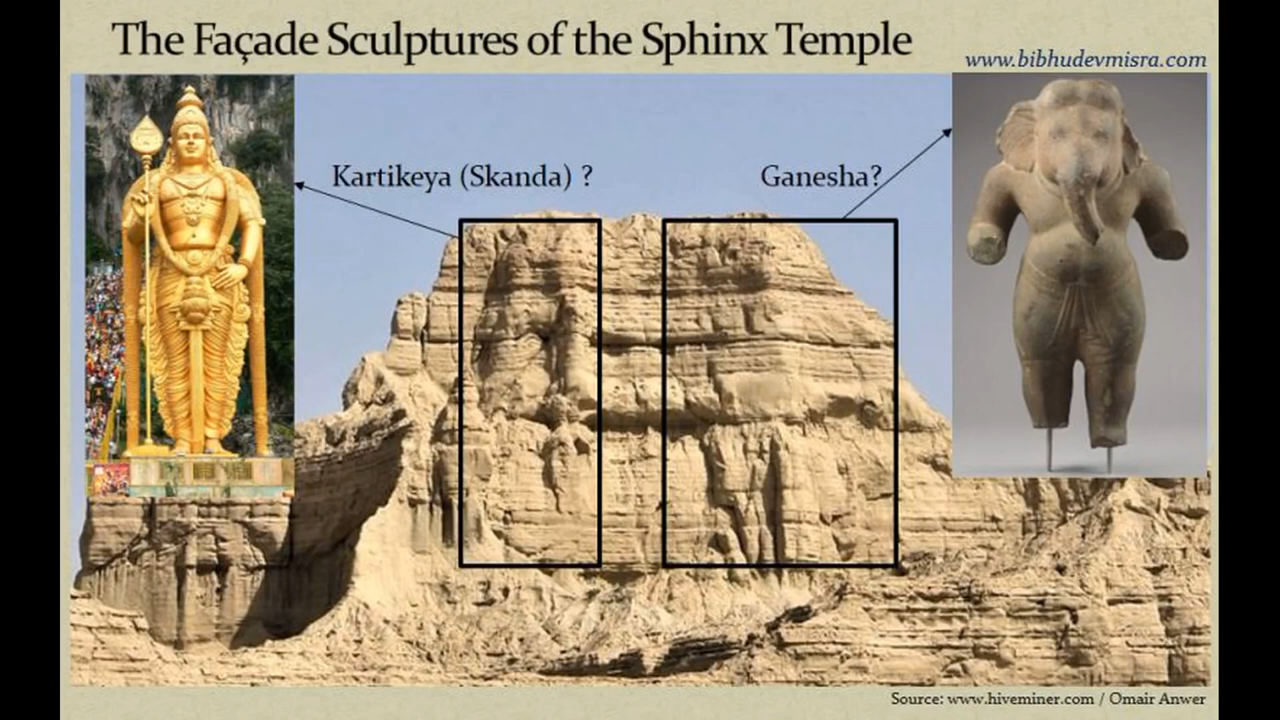 The Façade Sculptures of the Sphinx Temple
www.bibhudevmisra.com
Kartikeya (Skanda) ?
Ganesha?
Source: www.hiveminer.com / Omair Anwer